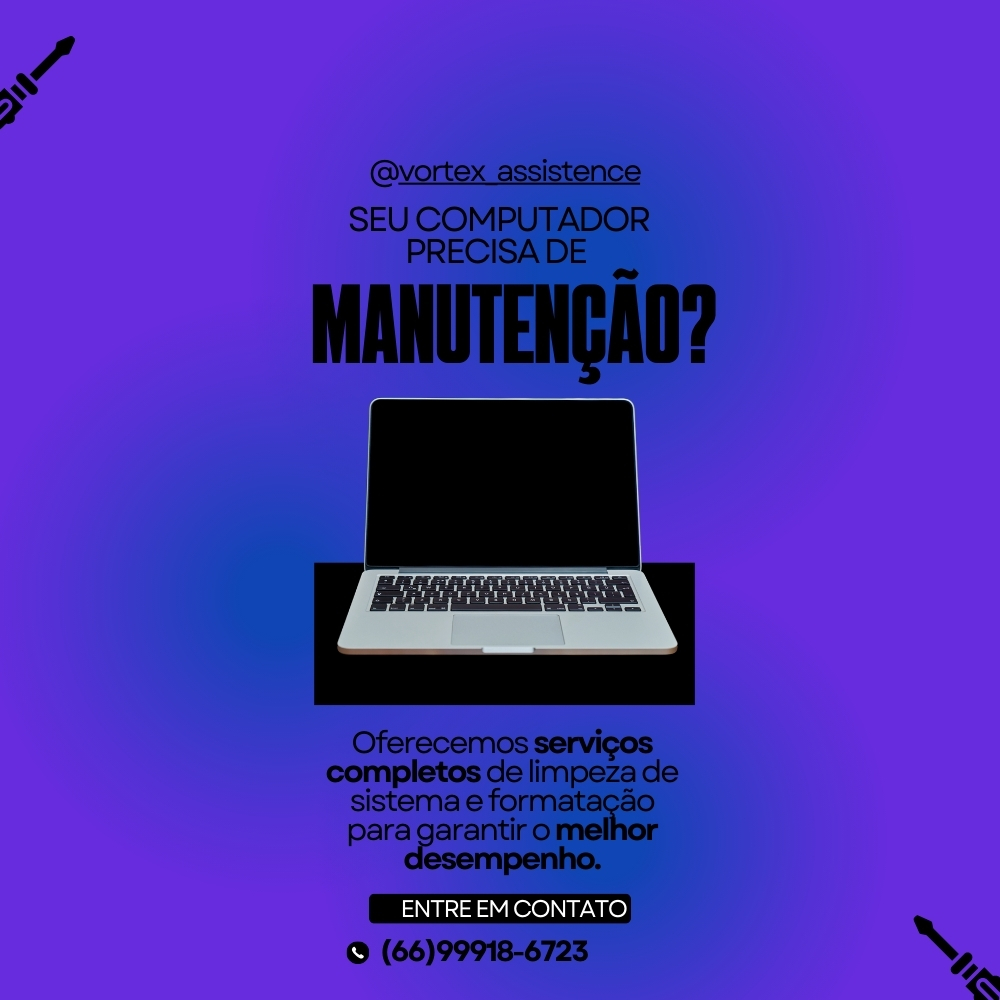 @vortex_assistence
SEU COMPUTADOR
PRECISA DE
MANUTENÇÃO?
Oferecemos serviços
completos de limpeza de
sistema e formatação
para garantir o melhor
desempenho.
ENTRE EM CONTATO
(66)99918-6723